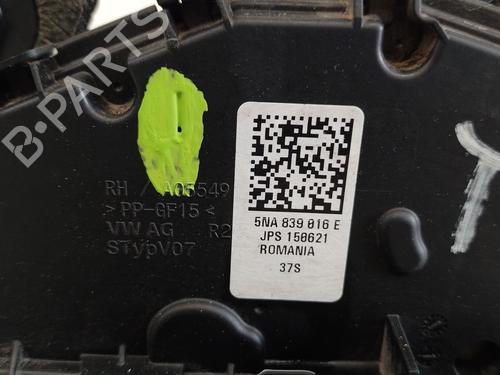 B-PARTS
RH / A05549
>PP-GF15<
VW AG R2
STypV07
5NA 839 016 E
JPS 150621
ROMANIA
37S